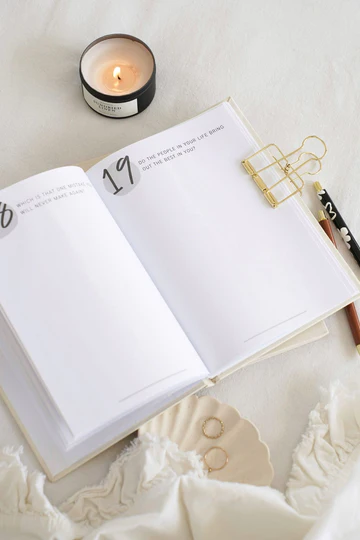 8
WHICH IS THAT ONE MISTAKE YOU
WILL NEVER MAKE AGAIN?
19
DO THE PEOPLE IN YOUR LIFE BRING
OUT THE BEST IN YOU?